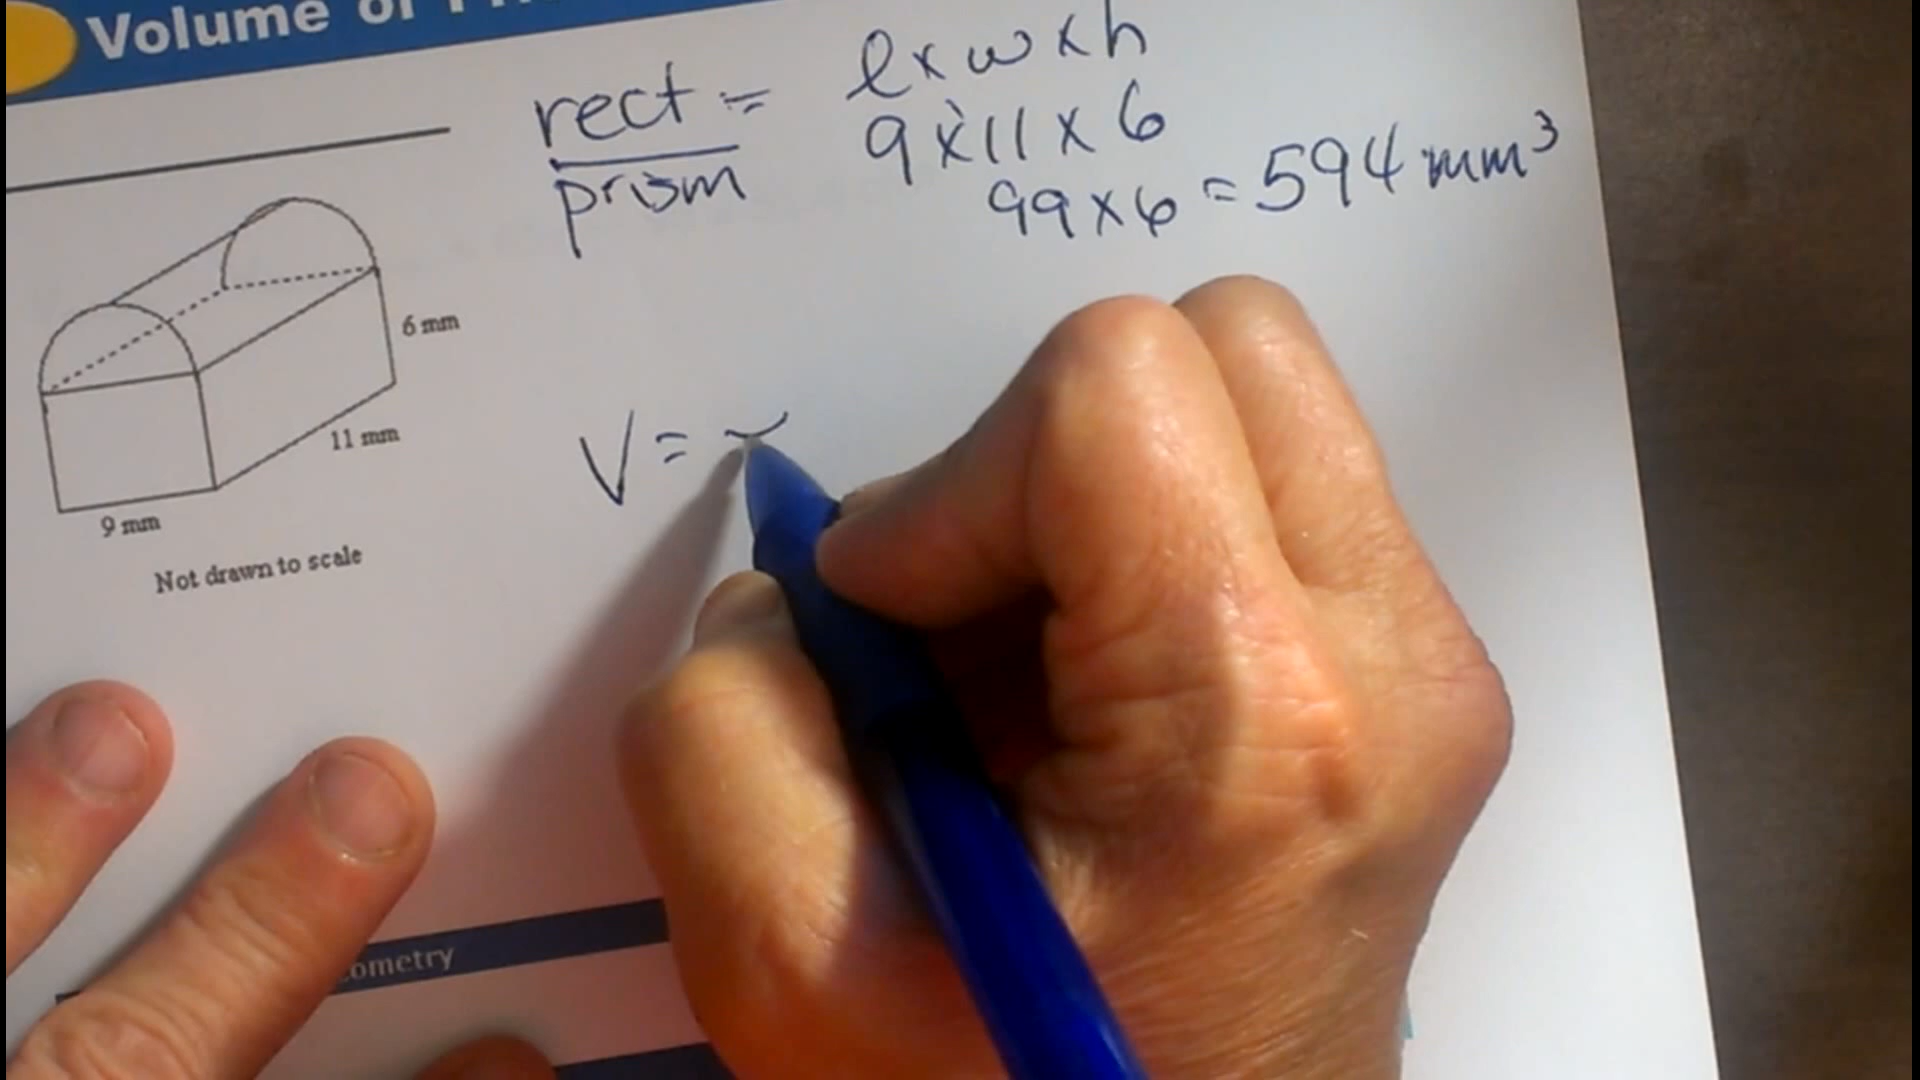 Volume of
rect = l x w x h
prism 9 x 11 x 6
99 x 6 = 594 mm³
6 mm
11 mm
9 mm
Not drawn to scale
V =
ometry